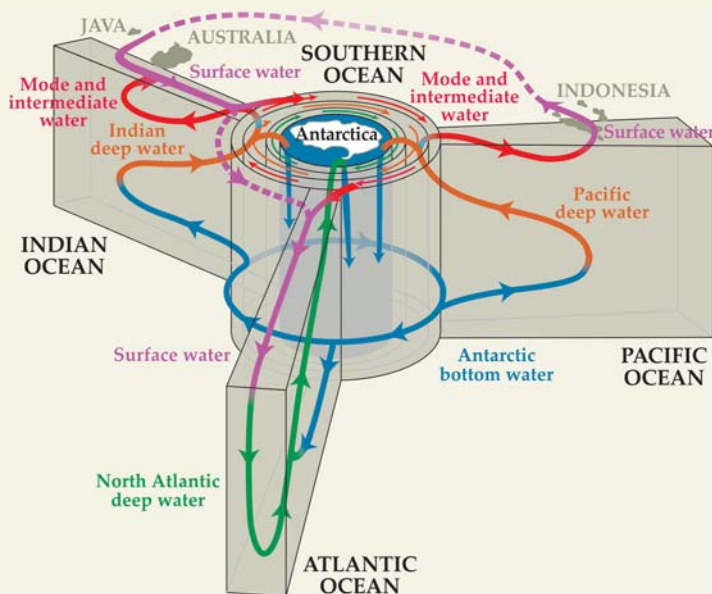 JAVA
AUSTRALIA
SOUTHERN
OCEAN
Surface water
Mode and
intermediate
water
Mode and
intermediate
water
INDONESIA
Surface water
Indian
deep water
Antarctica
Pacific
deep water
INDIAN
OCEAN
Surface water
Antarctic
bottom water
PACIFIC
OCEAN
North Atlantic
deep water
ATLANTIC
OCEAN